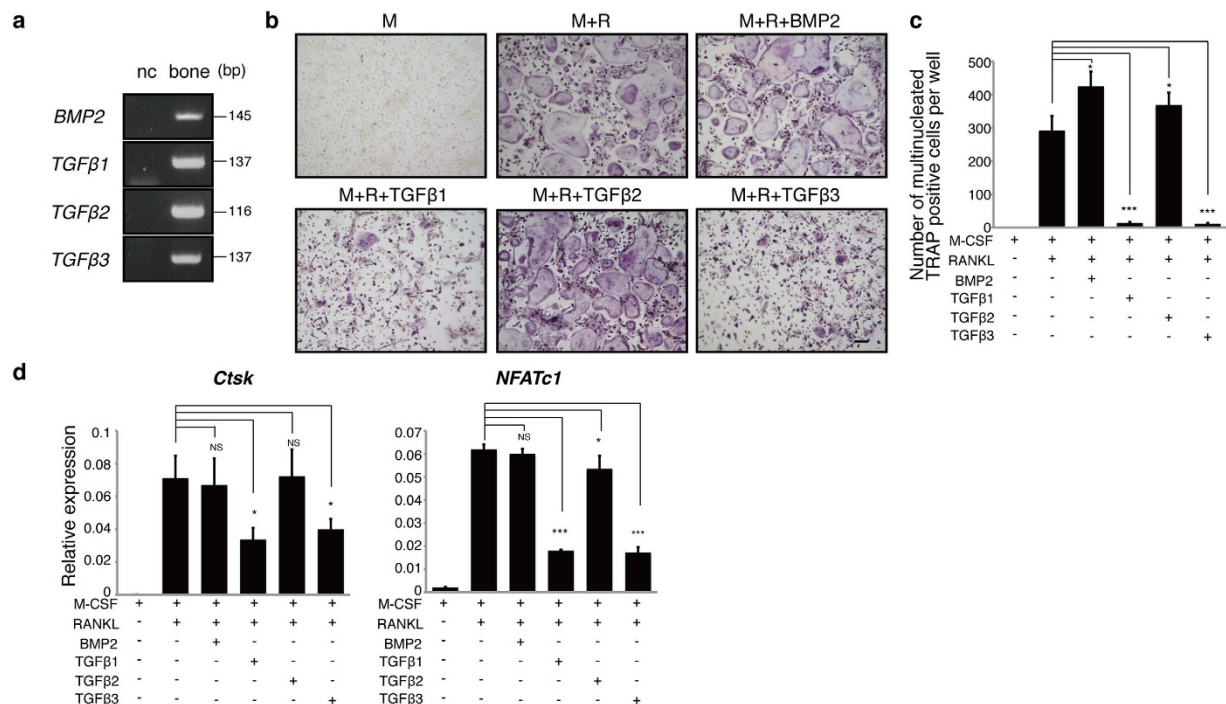 a
nc bone (bp)
BMP2 145
TGFβ1 137
TGFβ2 116
TGFβ3 137
b
M M+R M+R+BMP2
M+R+TGFβ1 M+R+TGFβ2 M+R+TGFβ3
c
Number of multinucleated
TRAP positive cells per well
500
400
300
200
100
0
* *** * ***
M-CSF + + + + + +
RANKL - + + + + +
BMP2 - - + - - -
TGFβ1 - - - + - -
TGFβ2 - - - - + -
TGFβ3 - - - - - +
d
Ctsk
Relative expression
0.1
0.08
0.06
0.04
0.02
0
NS * NS *
M-CSF + + + + + +
RANKL - + + + + +
BMP2 - - + - - -
TGFβ1 - - - + - -
TGFβ2 - - - - + -
TGFβ3 - - - - - +
NFATc1
0.07
0.06
0.05
0.04
0.03
0.02
0.01
0
NS *** * ***
M-CSF + + + + + +
RANKL - + + + + +
BMP2 - - + - - -
TGFβ1 - - - + - -
TGFβ2 - - - - + -
TGFβ3 - - - - - +